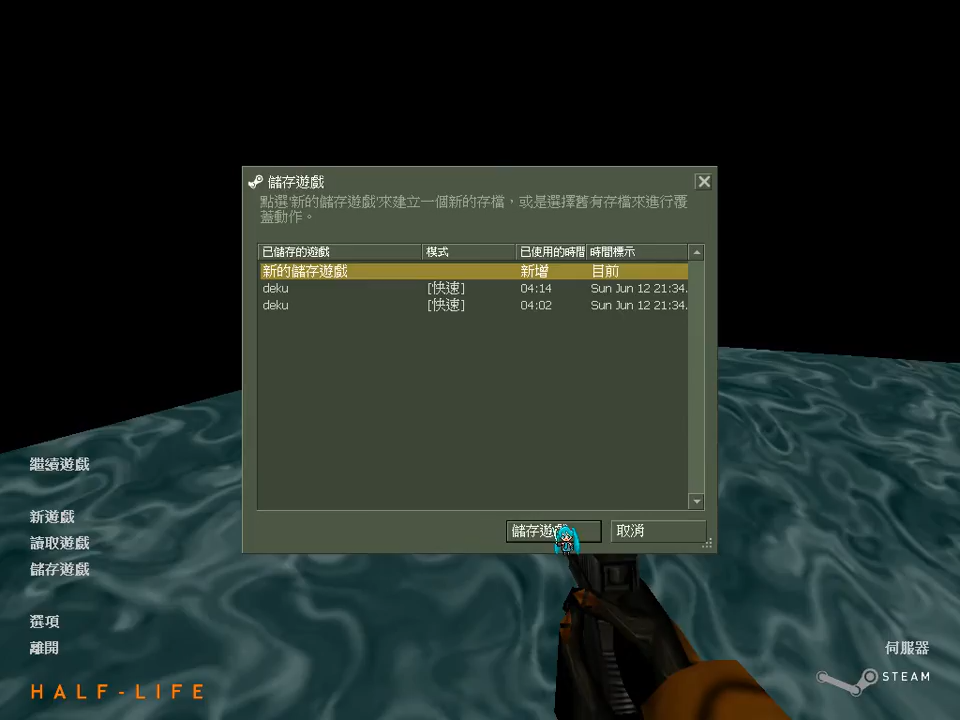 儲存遊戲
點選'新的儲存遊戲'來建立一個新的存檔，或是選擇舊有存檔來進行覆
蓋動作。
已儲存的遊戲 模式 已使用的時間 時間標示
新的儲存遊戲 新增 目前
deku [快速] 04:14 Sun Jun 12 21:34.
deku [快速] 04:02 Sun Jun 12 21:34.
儲存遊戲 取消
繼續遊戲
新遊戲
讀取遊戲
儲存遊戲
選項
離開
伺服器
HALF-LIFE
STEAM